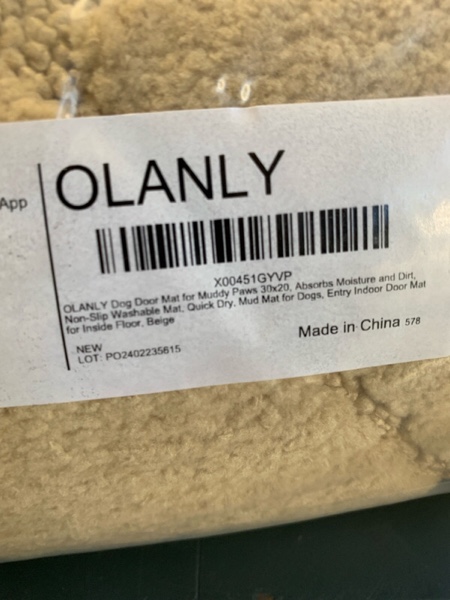 App
OLANLY
X00451GYVP
OLANLY Dog Door Mat for Muddy Paws 30x20, Absorbs Moisture and Dirt,
Non-Slip Washable Mat, Quick Dry, Mud Mat for Dogs, Entry Indoor Door Mat
for Inside Floor, Beige
NEW
LOT: PO2402235615
Made in China 578